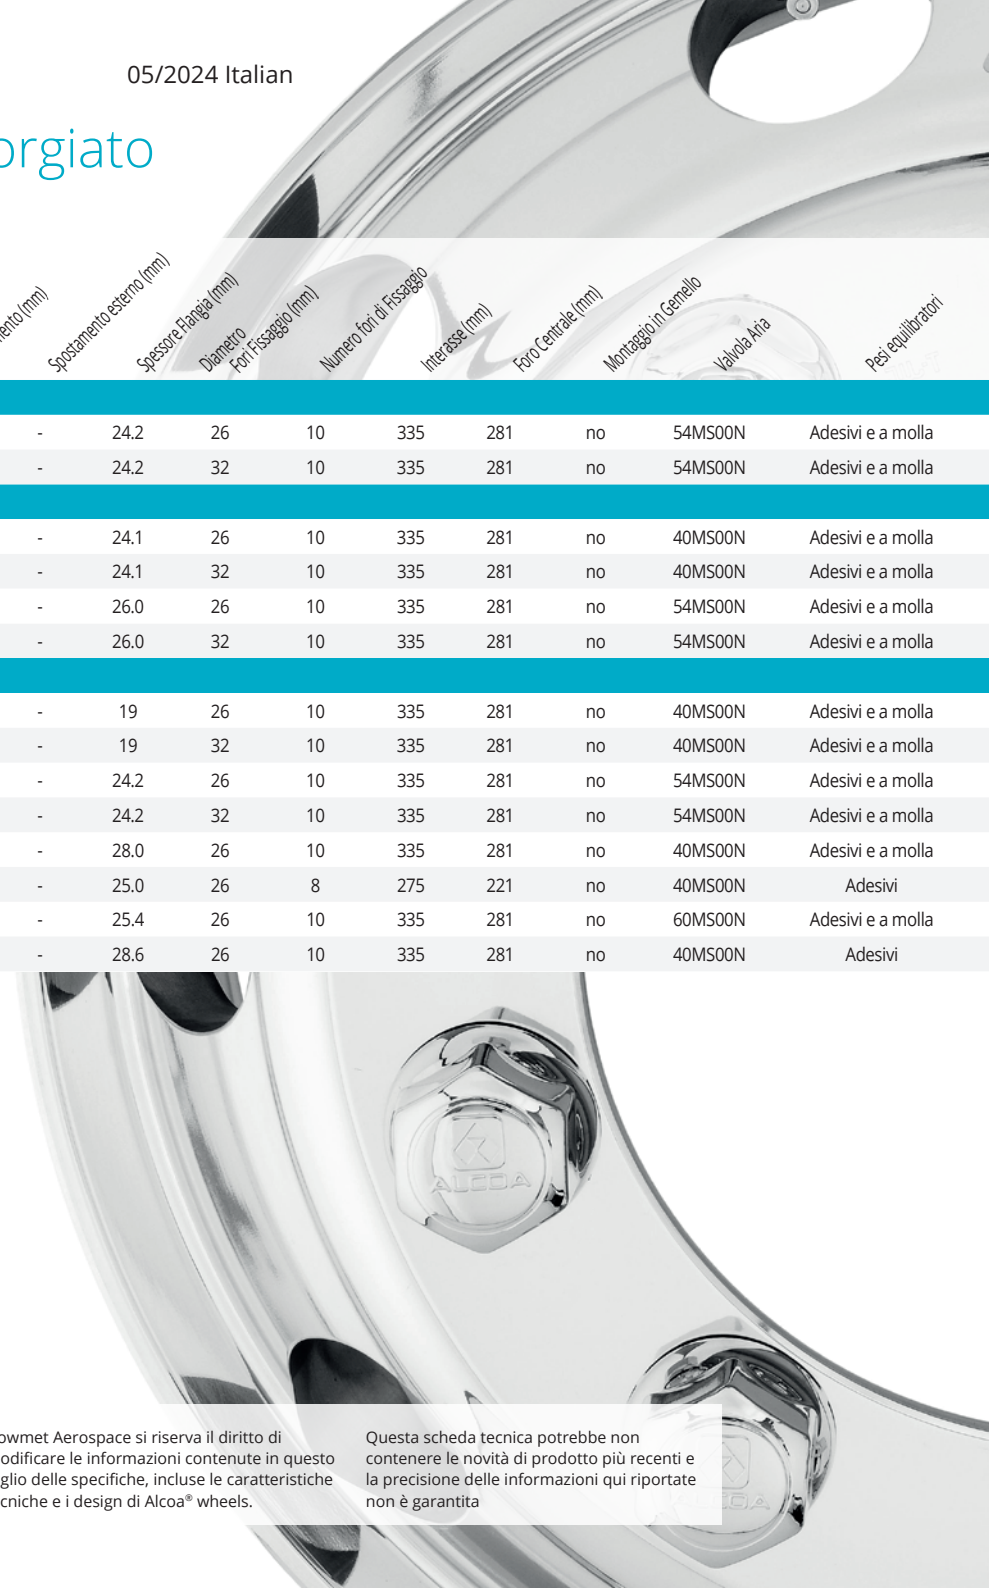 05/2024 Italian
orgiato
ento (mm)
Spostamento esterno (mm)
Spessore Flangia (mm)
Diametro
Fori Fissaggio (mm)
Numero fori di Fissaggio
Interasse (mm)
Foro Centrale (mm)
Montaggio in Gemello
Valvola Aria
Pesi equilibratori
- 24.2 26 10 335 281 no 54MS00N Adesivi e a molla
- 24.2 32 10 335 281 no 54MS00N Adesivi e a molla
- 24.1 26 10 335 281 no 40MS00N Adesivi e a molla
- 24.1 32 10 335 281 no 40MS00N Adesivi e a molla
- 26.0 26 10 335 281 no 54MS00N Adesivi e a molla
- 26.0 32 10 335 281 no 54MS00N Adesivi e a molla
- 19 26 10 335 281 no 40MS00N Adesivi e a molla
- 19 32 10 335 281 no 40MS00N Adesivi e a molla
- 24.2 26 10 335 281 no 54MS00N Adesivi e a molla
- 24.2 32 10 335 281 no 54MS00N Adesivi e a molla
- 28.0 26 10 335 281 no 40MS00N Adesivi e a molla
- 25.0 26 8 275 221 no 40MS00N Adesivi
- 25.4 26 10 335 281 no 60MS00N Adesivi e a molla
- 28.6 26 10 335 281 no 40MS00N Adesivi
ALCOA
ALCOA
owmet Aerospace si riserva il diritto di
odificare le informazioni contenute in questo
glio delle specifiche, incluse le caratteristiche
cniche e i design di Alcoa® wheels.
Questa scheda tecnica potrebbe non
contenere le novità di prodotto più recenti e
la precisione delle informazioni qui riportate
non è garantita